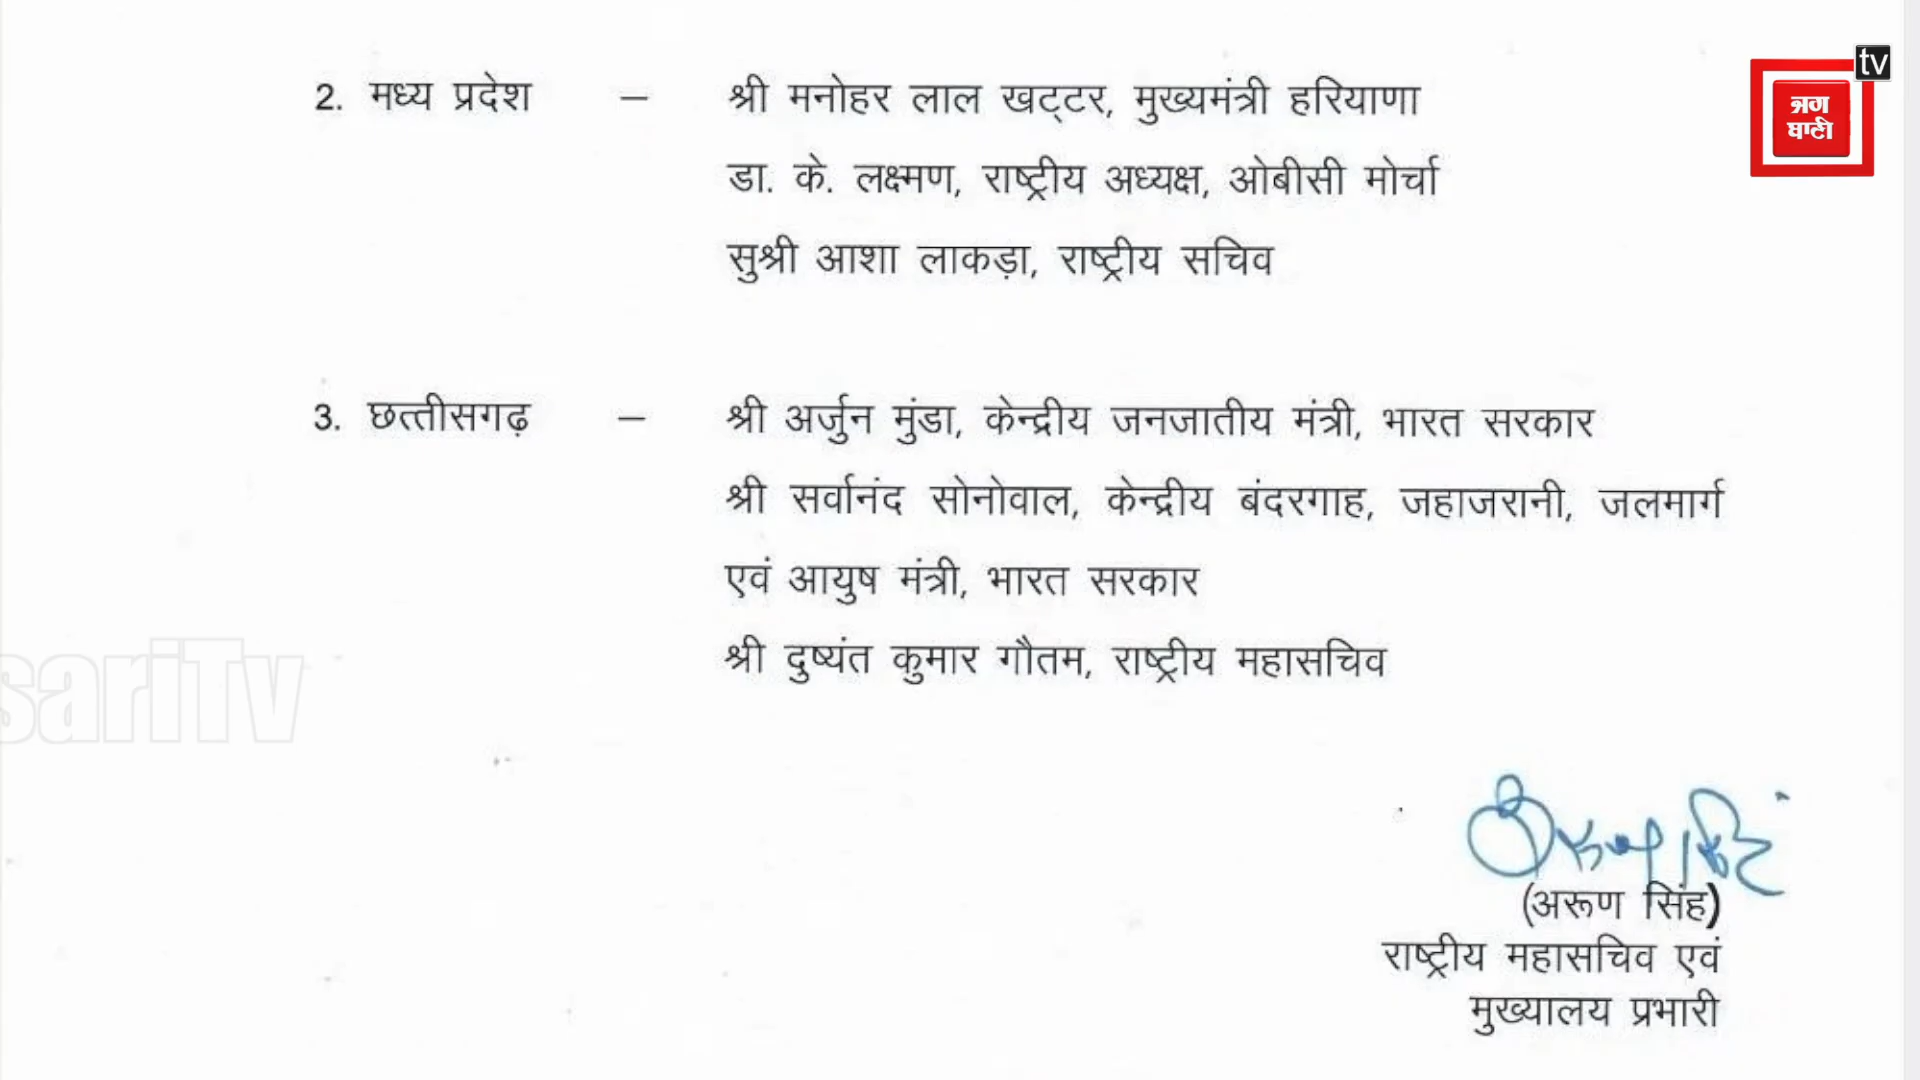 tv
ਜਗ
ਬਾਣੀ
2. मध्य प्रदेश – श्री मनोहर लाल खट्टर, मुख्यमंत्री हरियाणा
डा. के. लक्ष्मण, राष्ट्रीय अध्यक्ष, ओबीसी मोर्चा
सुश्री आशा लाकड़ा, राष्ट्रीय सचिव
3. छत्तीसगढ़ – श्री अर्जुन मुंडा, केन्द्रीय जनजातीय मंत्री, भारत सरकार
श्री सर्वानंद सोनोवाल, केन्द्रीय बंदरगाह, जहाजरानी, जलमार्ग
एवं आयुष मंत्री, भारत सरकार
श्री दुष्यंत कुमार गौतम, राष्ट्रीय महासचिव
sariTv
(अरूण सिंह)
राष्ट्रीय महासचिव एवं
मुख्यालय प्रभारी